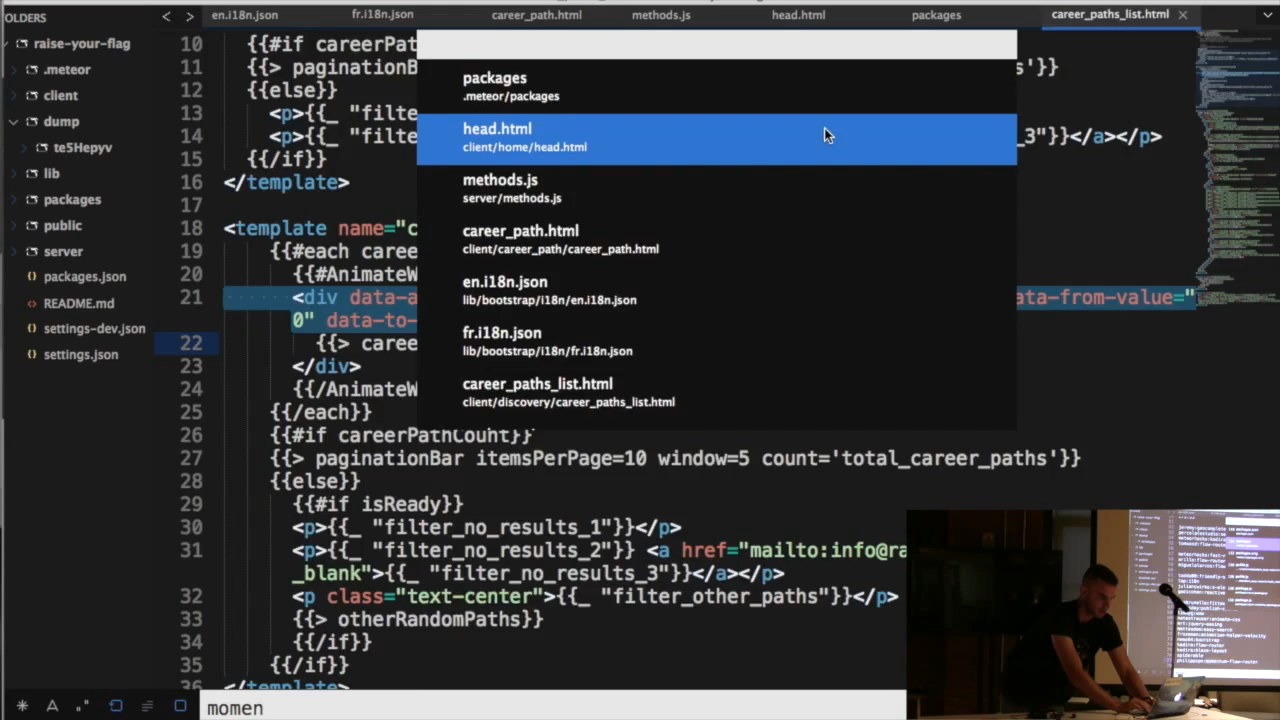 OLDERS
raise-your-flag
.meteor
client
dump
te5Hepyv
lib
packages
public
server
packages.json
README.md
settings-dev.json
settings.json
en.i18n.json
fr.i18n.json
career_path.html
methods.js
head.html
packages
career_paths_list.html
10 {{#if careerPat
11 {{> paginationB s'}}
12 {{else}}
13 <p>{{_ "filte
14 <p>{{_ "filte _3"}}</a></p>
15 {{/if}}
16 </template>
17
18 <template name="c
19 {{#each caree
20 {{#AnimateW
21 <div data-a ata-from-value="
0" data-to-
22 {{> caree
23 </div>
24 {{/AnimateW
25 {{/each}}
26 {{#if careerPathCount}}
27 {{> paginationBar itemsPerPage=10 window=5 count='total_career_paths'}}
28 {{else}}
29 {{#if isReady}}
30 <p>{{_ "filter_no_results_1"}}</p>
31 <p>{{_ "filter_no_results_2"}} <a href="mailto:info@ra
_blank">{{_ "filter_no_results_3"}}</a></p>
32 <p class="text-center">{{_ "filter_other_paths"}}</p>
33 {{> otherRandomPaths}}
34 {{/if}}
35 {{/if}}
36 </template>
packages
.meteor/packages
head.html
client/home/head.html
methods.js
server/methods.js
career_path.html
client/career_path/career_path.html
en.i18n.json
lib/bootstrap/i18n/en.i18n.json
fr.i18n.json
lib/bootstrap/i18n/fr.i18n.json
career_paths_list.html
client/discovery/career_paths_list.html
momen